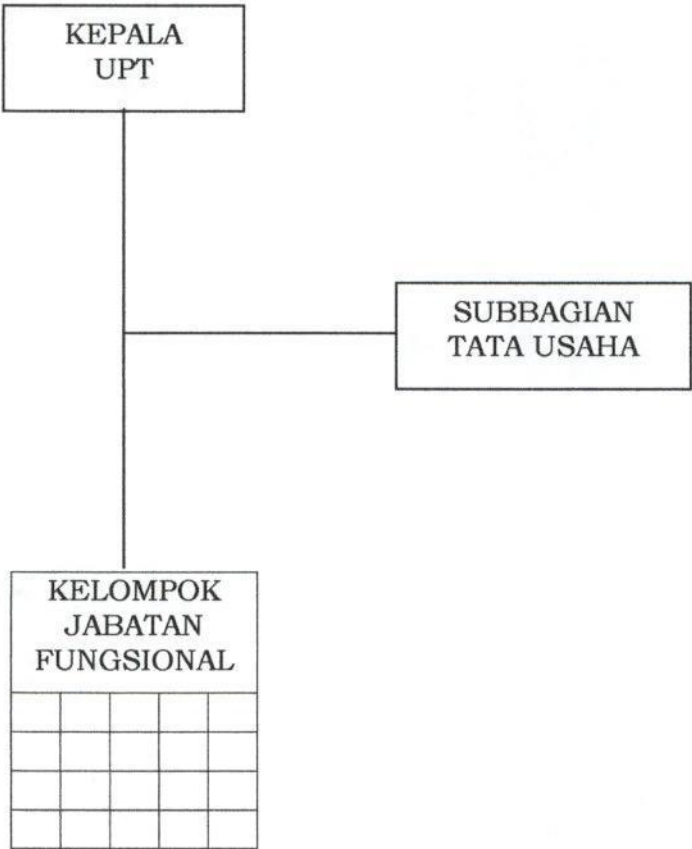 KEPALA
UPT
SUBBAGIAN
TATA USAHA
KELOMPOK
JABATAN
FUNGSIONAL